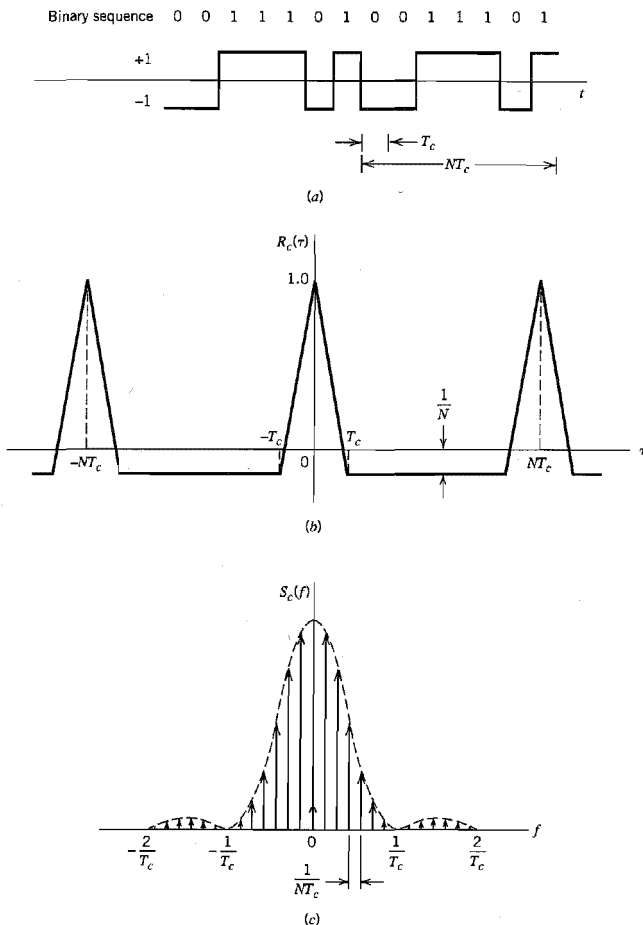 Binary sequence 0 0 1 1 1 0 1 0 0 1 1 1 0 1
+1
-1
t
T_c
NT_c
(a)
R_c(τ)
1.0
1/N
-T_c T_c
-NT_c 0 NT_c τ
(b)
S_c(f)
-2/T_c -1/T_c 0 1/T_c 2/T_c f
1/NT_c
(c)